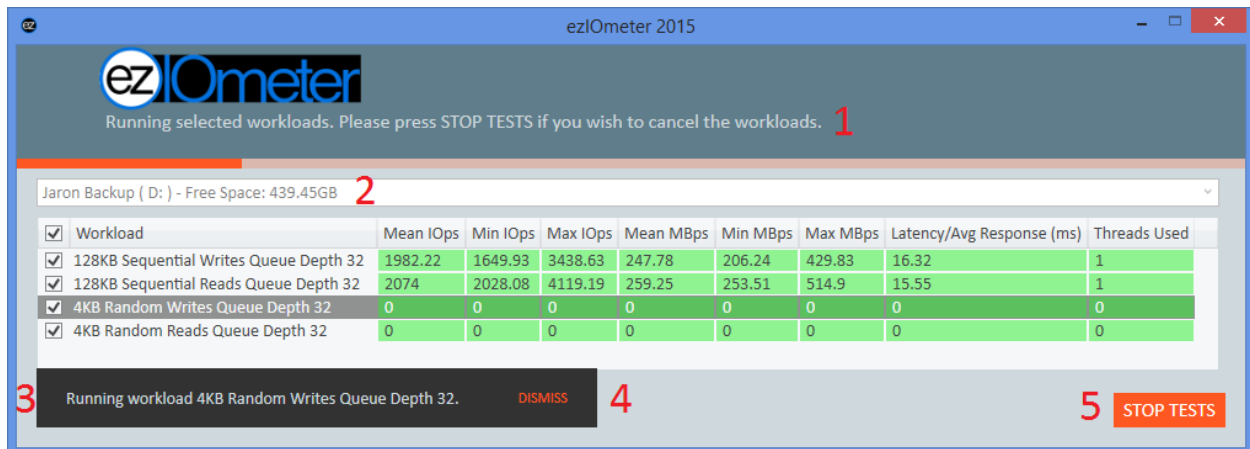 ez
ezIOmeter 2015
ezIOmeter
Running selected workloads. Please press STOP TESTS if you wish to cancel the workloads. 1
Jaron Backup ( D: ) - Free Space: 439.45GB 2
Workload Mean IOps Min IOps Max IOps Mean MBps Min MBps Max MBps Latency/Avg Response (ms) Threads Used
128KB Sequential Writes Queue Depth 32 1982.22 1649.93 3438.63 247.78 206.24 429.83 16.32 1
128KB Sequential Reads Queue Depth 32 2074 2028.08 4119.19 259.25 253.51 514.9 15.55 1
4KB Random Writes Queue Depth 32 0 0 0 0 0 0 0 0
4KB Random Reads Queue Depth 32 0 0 0 0 0 0 0 0
3 Running workload 4KB Random Writes Queue Depth 32. DISMISS 4
5 STOP TESTS